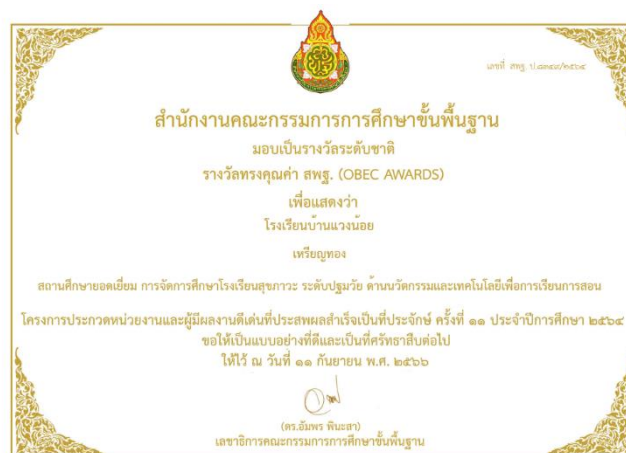 เลขที่ สพฐ. ป.
สำนักงานคณะกรรมการการศึกษาขั้นพื้นฐาน
มอบเป็นรางวัลระดับชาติ
รางวัลทรงคุณค่า สพฐ. (OBEC AWARDS)
เพื่อแสดงว่า
โรงเรียนบ้านแวงน้อย
เหรียญทอง
สถานศึกษายอดเยี่ยม การจัดการศึกษาโรงเรียนสุขภาวะ ระดับปฐมวัย ด้านนวัตกรรมและเทคโนโลยีเพื่อการเรียนการสอน
โครงการประกวดหน่วยงานและผู้มีผลงานดีเด่นที่ประสพผลสำเร็จเป็นที่ประจักษ์ ครั้งที่ ๑๑ ประจำปีการศึกษา ๒๕๖๔
ขอให้เป็นแบบอย่างที่ดีและเป็นที่ศรัทธาสืบต่อไป
ให้ไว้ ณ วันที่ ๑๑ กันยายน พ.ศ. ๒๕๖๖
(ดร.อัมพร พินะสา)
เลขาธิการคณะกรรมการการศึกษาขั้นพื้นฐาน